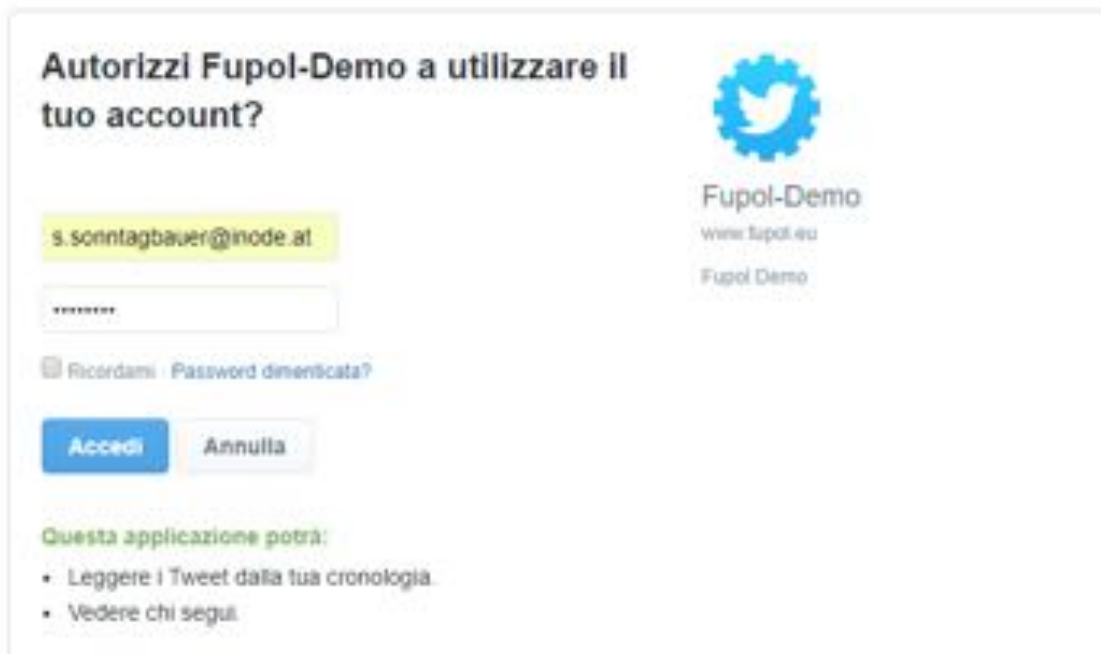 Autorizzi Fupol-Demo a utilizzare il
tuo account?
s.sonntagbauer@inode.at
••••••••
Ricordami · Password dimenticata?
Accedi
Annulla
Questa applicazione potrà:
• Leggere i Tweet dalla tua cronologia.
• Vedere chi segui.
Fupol-Demo
www.fupol.eu
Fupol Demo